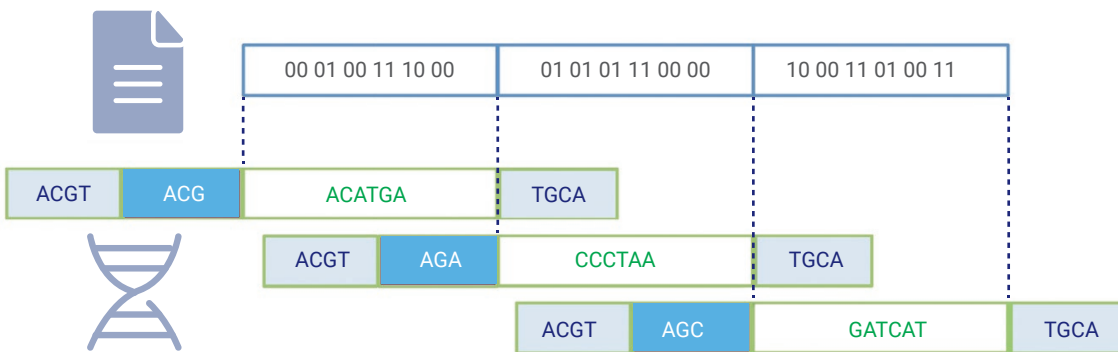 00 01 00 11 10 00 01 01 01 11 00 00 10 00 11 01 00 11
ACGT ACG ACATGA TGCA
ACGT AGA CCCTAA TGCA
ACGT AGC GATCAT TGCA